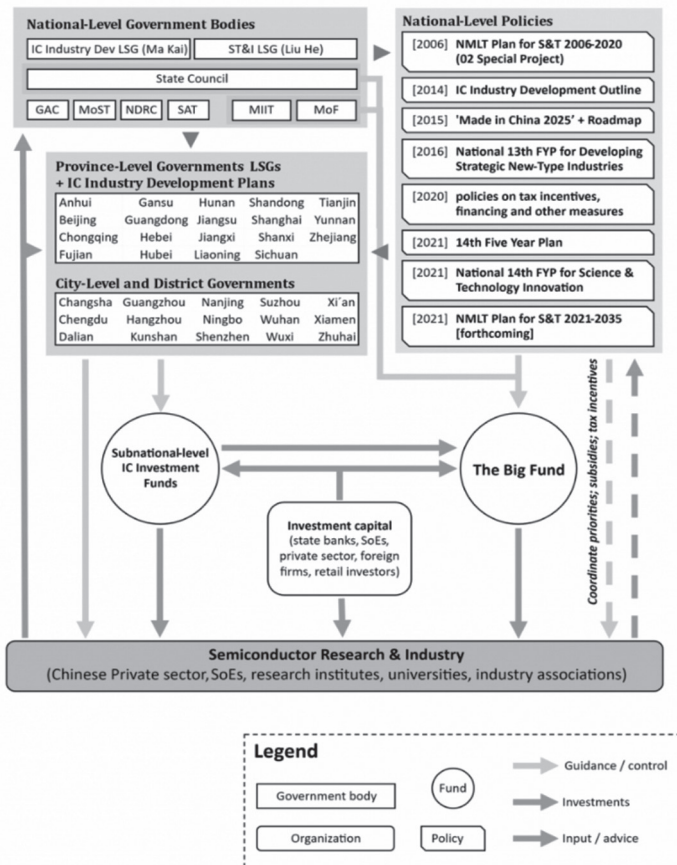 National-Level Government Bodies
IC Industry Dev LSG (Ma Kai)
ST&I LSG (Liu He)
State Council
GAC
MoST
NDRC
SAT
MIIT
MoF
National-Level Policies
[2006] NMLT Plan for S&T 2006-2020
(02 Special Project)
[2014] IC Industry Development Outline
[2015] 'Made in China 2025' + Roadmap
[2016] National 13th FYP for Developing
Strategic New-Type Industries
[2020] policies on tax incentives,
financing and other measures
[2021] 14th Five Year Plan
[2021] National 14th FYP for Science &
Technology Innovation
[2021] NMLT Plan for S&T 2021-2035
[forthcoming]
Province-Level Governments LSGs
+ IC Industry Development Plans
Anhui Gansu Hunan Shandong Tianjin
Beijing Guangdong Jiangsu Shanghai Yunnan
Chongqing Hebei Jiangxi Shanxi Zhejiang
Fujian Hubei Liaoning Sichuan
City-Level and District Governments
Changsha Guangzhou Nanjing Suzhou Xi´an
Chengdu Hangzhou Ningbo Wuhan Xiamen
Dalian Kunshan Shenzhen Wuxi Zhuhai
Subnational-level
IC Investment
Funds
The Big Fund
Investment capital
(state banks, SoEs,
private sector, foreign
firms, retail investors)
Coordinate priorities; subsidies; tax incentives
Semiconductor Research & Industry
(Chinese Private sector, SoEs, research institutes, universities, industry associations)
Legend
Government body
Organization
Fund
Policy
Guidance / control
Investments
Input / advice